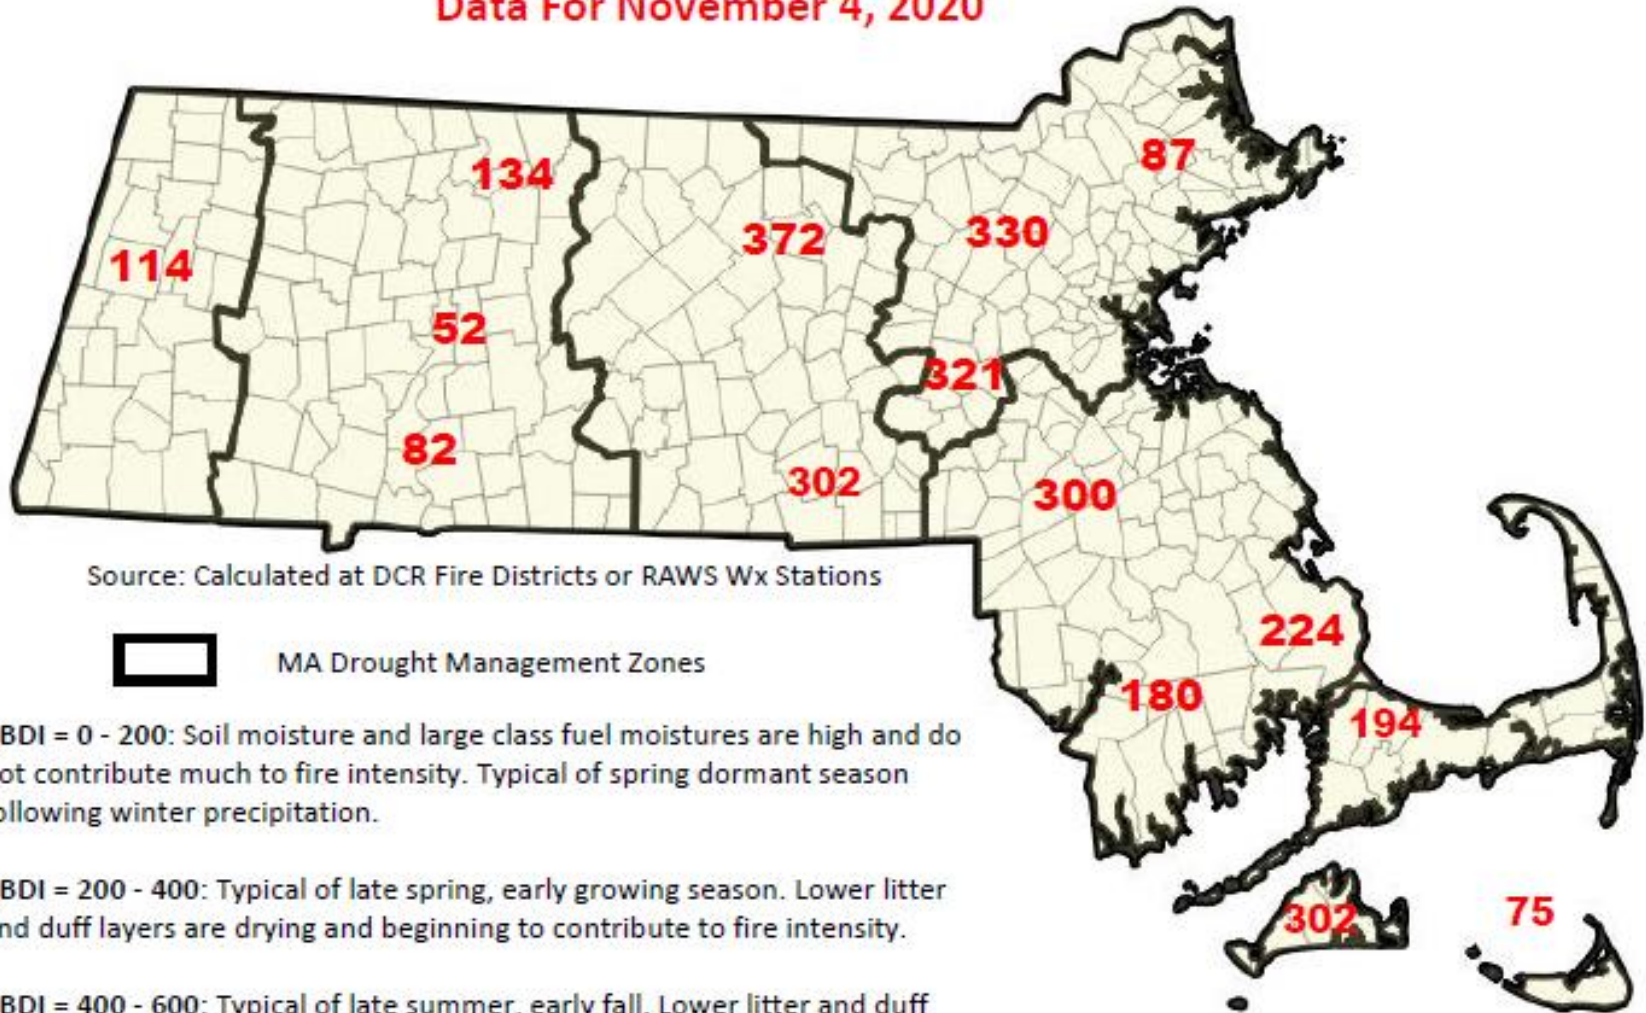 Data For November 4, 2020
87
134
330
372
114
52
321
82
302
300
Source: Calculated at DCR Fire Districts or RAWS Wx Stations
224
MA Drought Management Zones
180
194
BDI = 0 - 200: Soil moisture and large class fuel moistures are high and do
ot contribute much to fire intensity. Typical of spring dormant season
ollowing winter precipitation.
BDI = 200 - 400: Typical of late spring, early growing season. Lower litter
nd duff layers are drying and beginning to contribute to fire intensity.
302
75
BDI = 400 - 600: Typical of late summer, early fall. Lower litter and duff